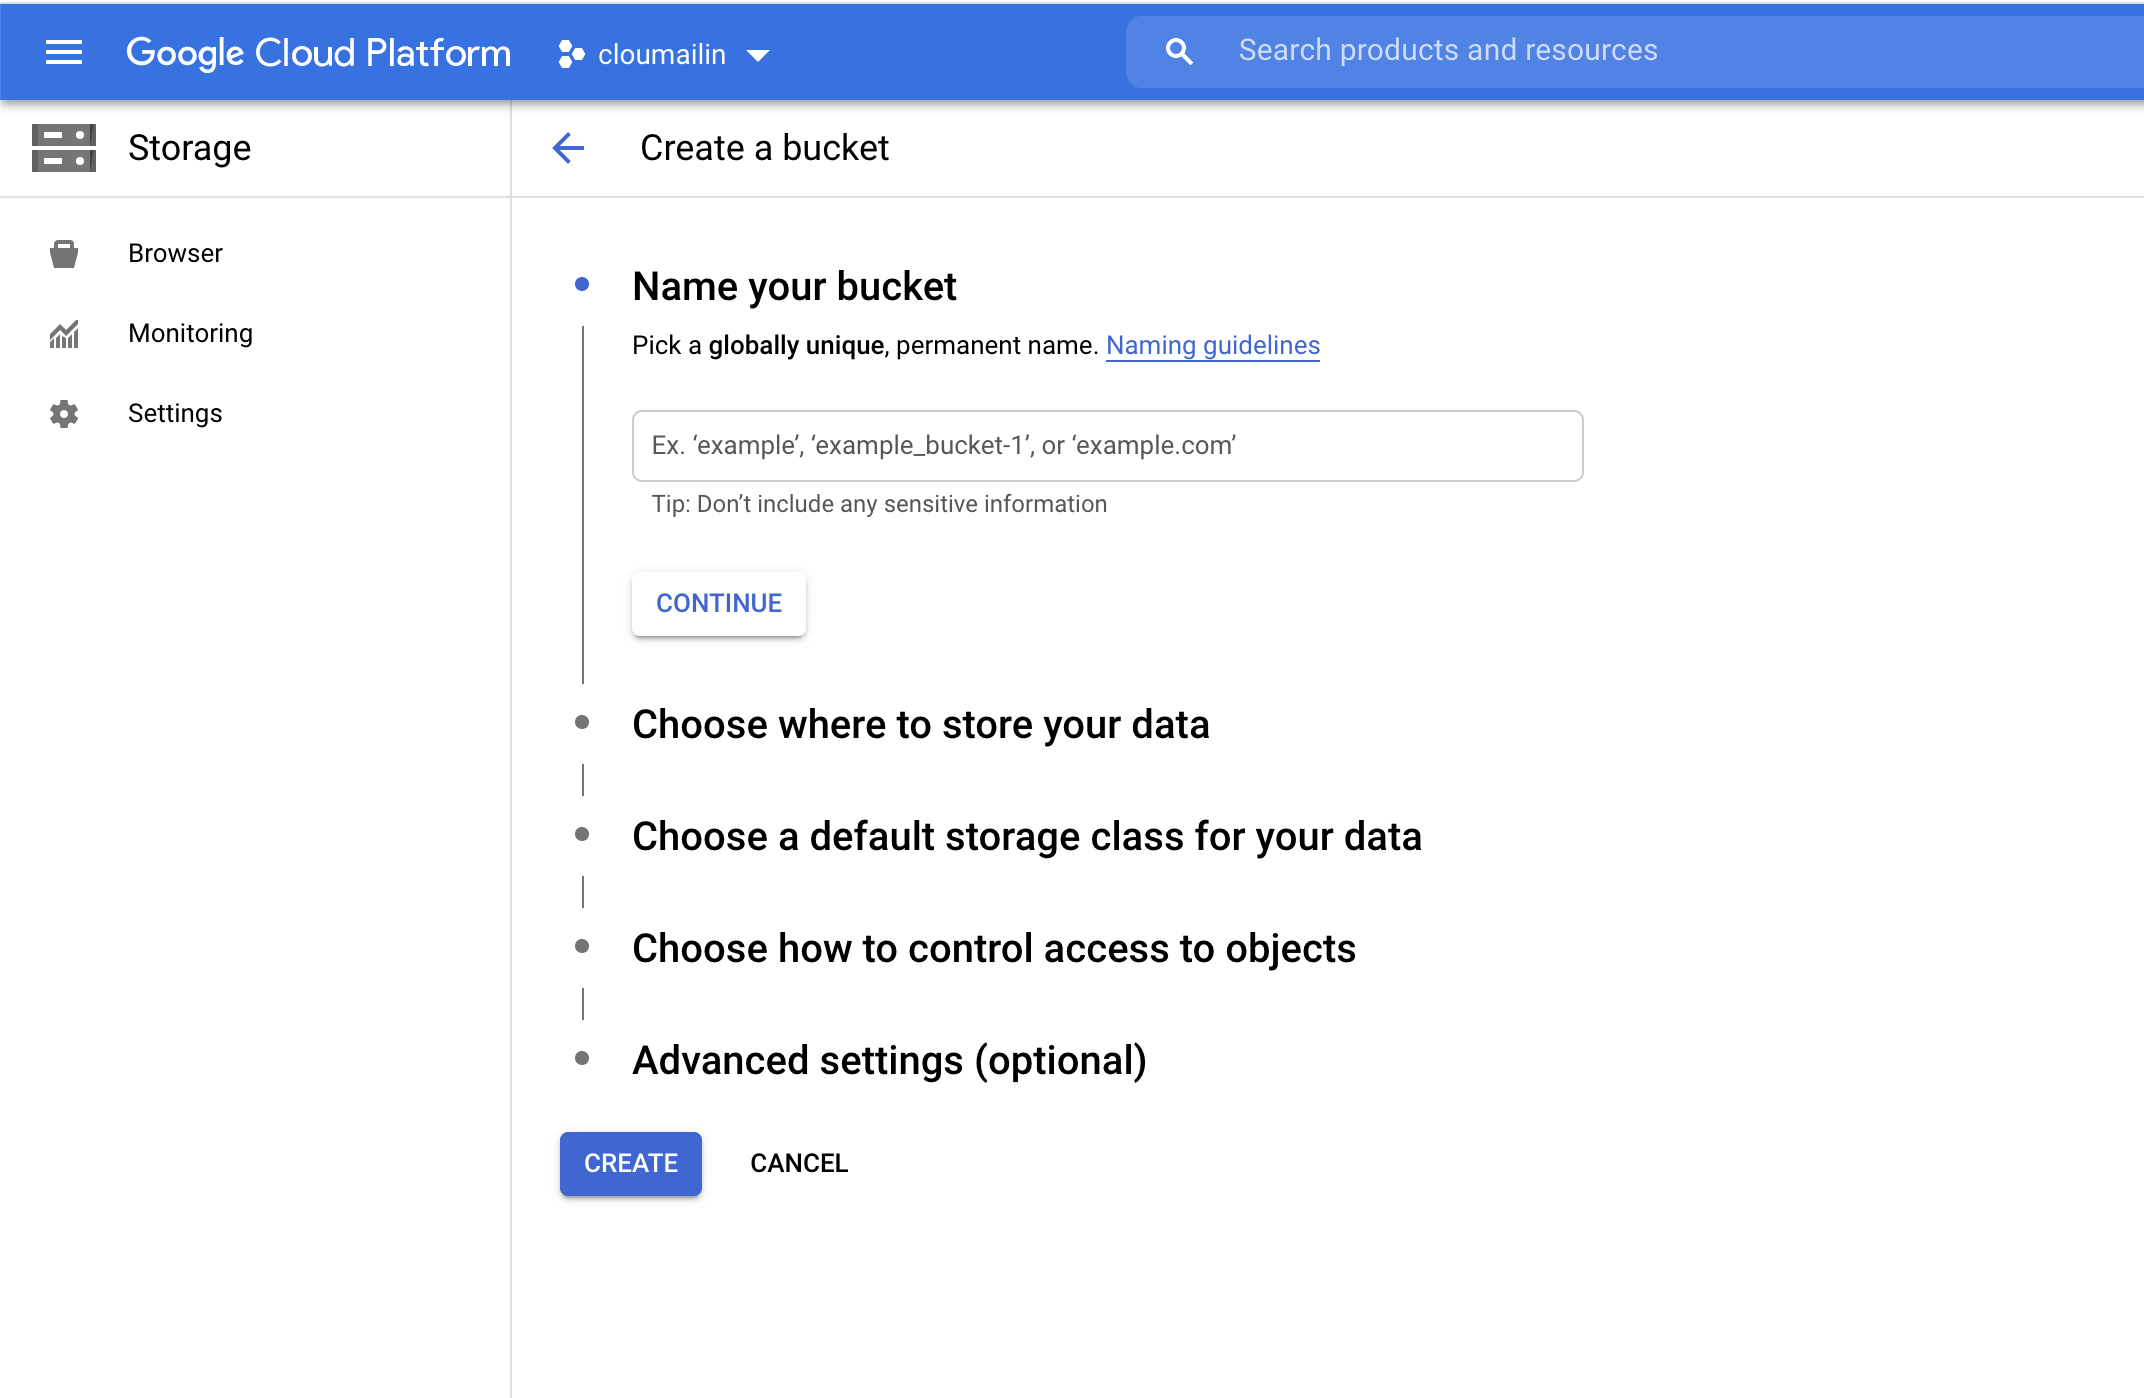 Google Cloud Platform
cloumailin
Search products and resources
Storage
Create a bucket
Browser
Monitoring
Settings
Name your bucket
Pick a globally unique, permanent name. Naming guidelines
Ex. ‘example’, ‘example_bucket-1’, or ‘example.com’
Tip: Don’t include any sensitive information
CONTINUE
Choose where to store your data
Choose a default storage class for your data
Choose how to control access to objects
Advanced settings (optional)
CREATE
CANCEL